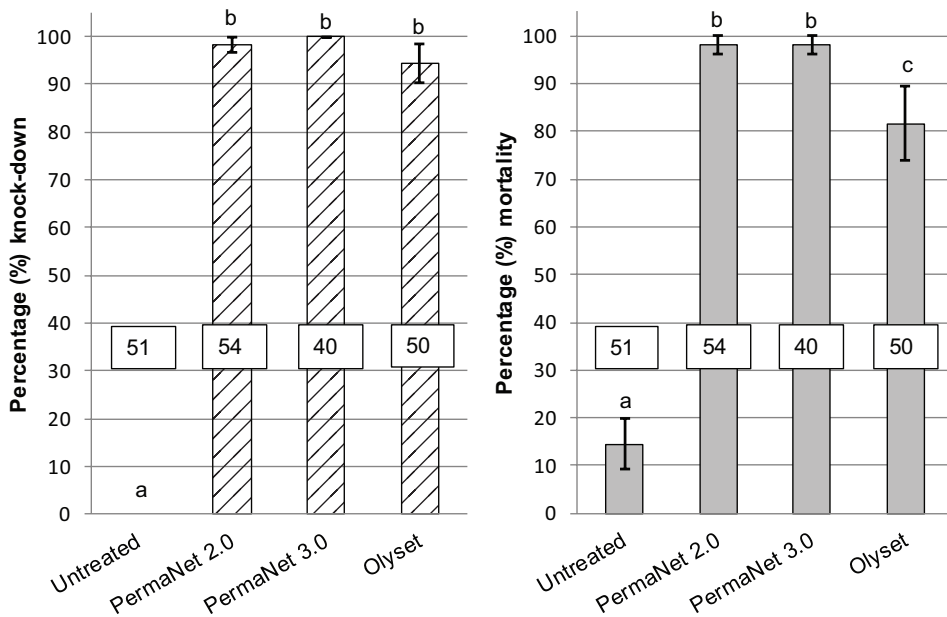 Percentage (%) knock-down
100
90
80
70
60
50
40
30
20
10
0
b
b
b
a
51
54
40
50
Untreated
PermaNet 2.0
PermaNet 3.0
Olyset
Percentage (%) mortality
100
90
80
70
60
50
40
30
20
10
0
b
b
c
a
51
54
40
50
Untreated
PermaNet 2.0
PermaNet 3.0
Olyset